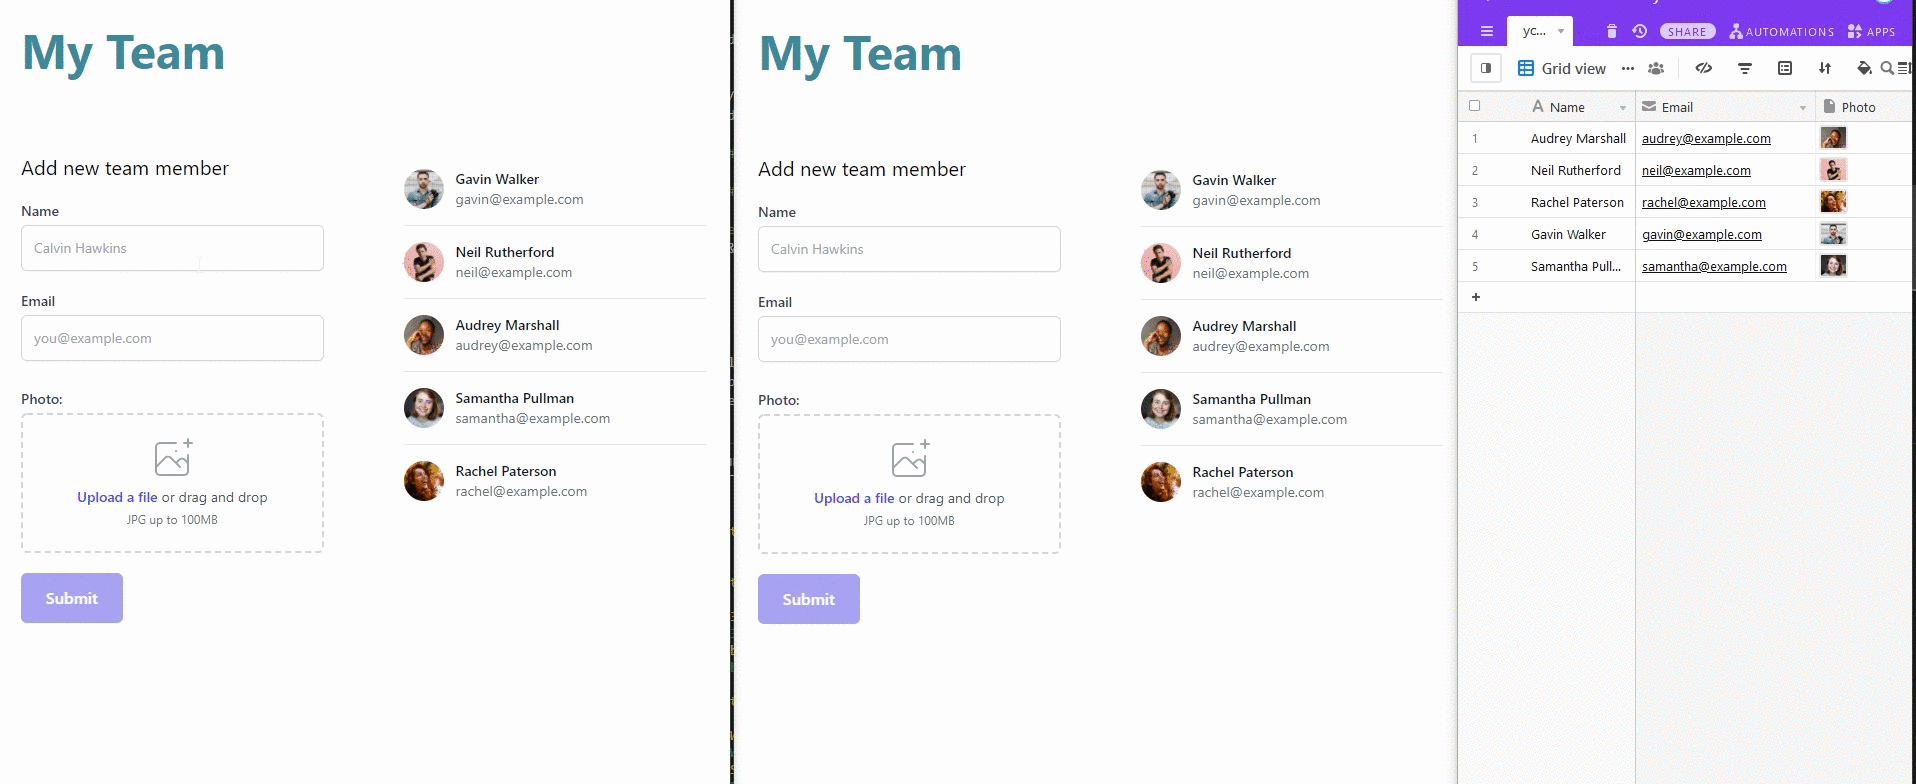 My Team
Add new team member
Name
Calvin Hawkins
Email
you@example.com
Photo:
Upload a file or drag and drop
JPG up to 100MB
Submit
Gavin Walker
gavin@example.com
Neil Rutherford
neil@example.com
Audrey Marshall
audrey@example.com
Samantha Pullman
samantha@example.com
Rachel Paterson
rachel@example.com
My Team
Add new team member
Name
Calvin Hawkins
Email
you@example.com
Photo:
Upload a file or drag and drop
JPG up to 100MB
Submit
Gavin Walker
gavin@example.com
Neil Rutherford
neil@example.com
Audrey Marshall
audrey@example.com
Samantha Pullman
samantha@example.com
Rachel Paterson
rachel@example.com
yc... SHARE AUTOMATIONS APPS
Grid view ...
A Name Email Photo
1 Audrey Marshall audrey@example.com
2 Neil Rutherford neil@example.com
3 Rachel Paterson rachel@example.com
4 Gavin Walker gavin@example.com
5 Samantha Pull... samantha@example.com
+